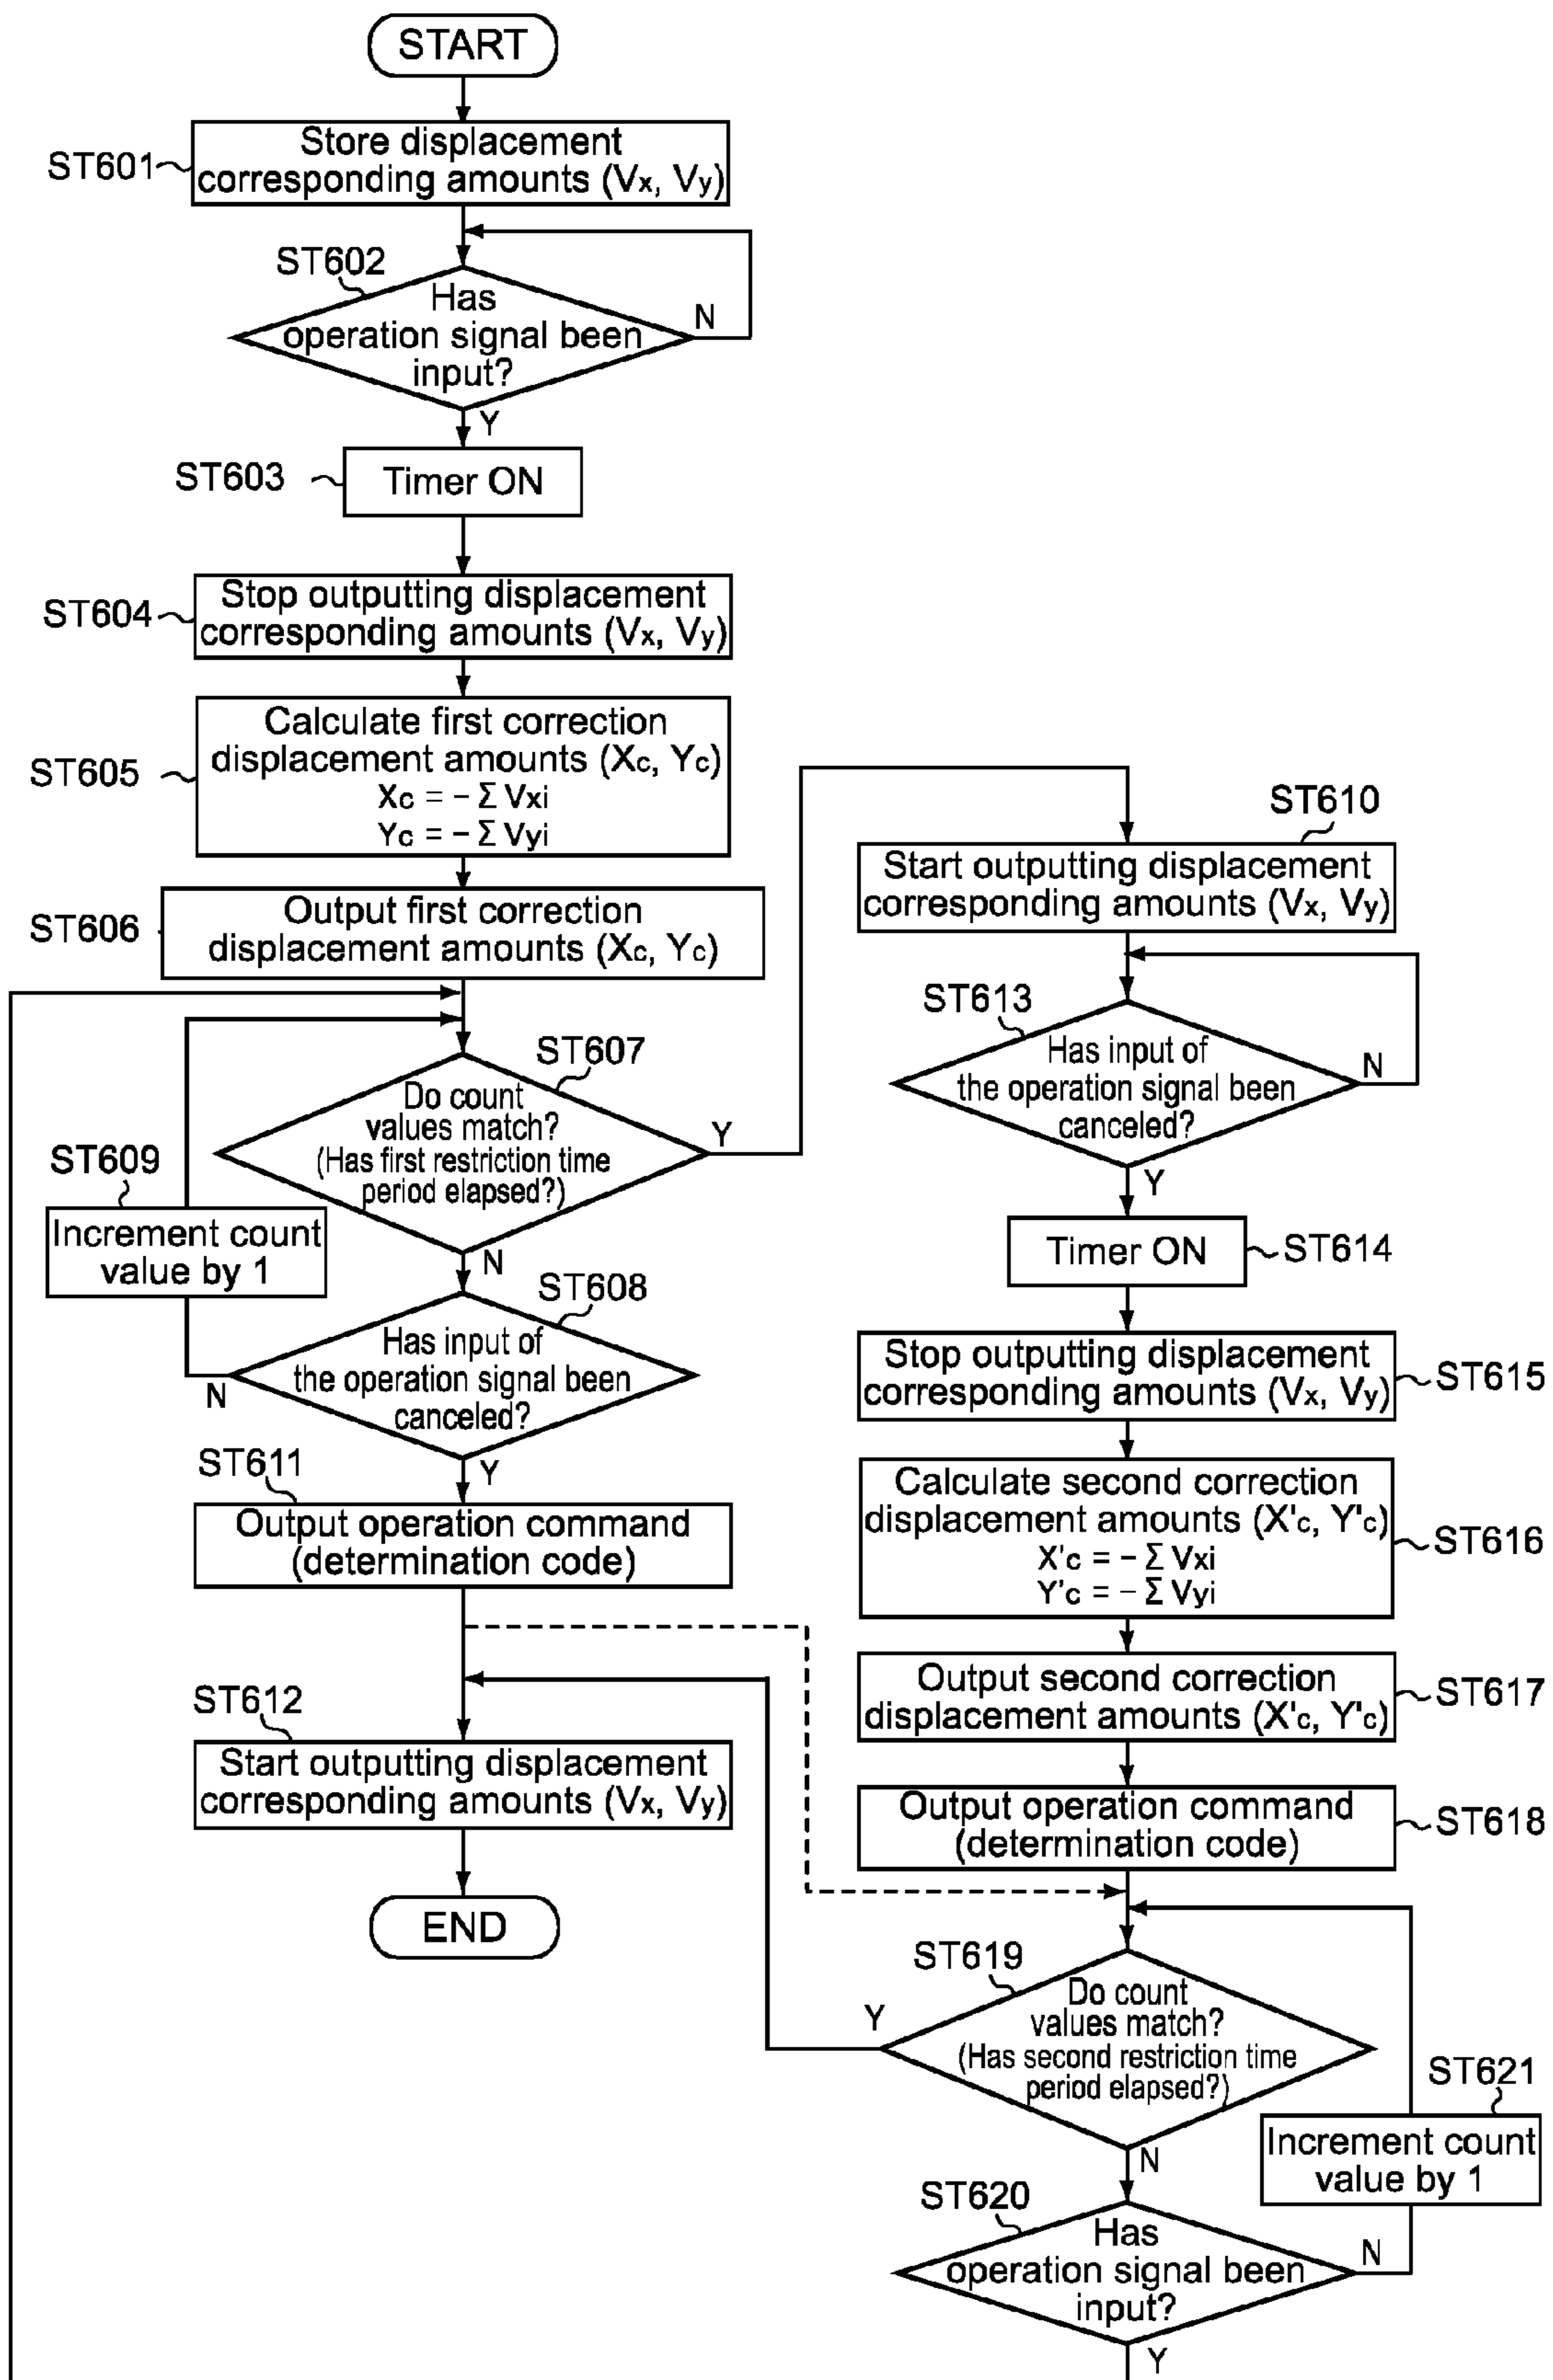 START
ST601
Store displacement
corresponding amounts (Vx, Vy)
ST602
Has
operation signal been
input?
N
Y
ST603
Timer ON
ST604
Stop outputting displacement
corresponding amounts (Vx, Vy)
ST605
Calculate first correction
displacement amounts (Xc, Yc)
Xc = − Σ Vxi
Yc = − Σ Vyi
ST606
Output first correction
displacement amounts (Xc, Yc)
ST607
Do count
values match?
(Has first restriction time
period elapsed?)
Y
N
ST609
Increment count
value by 1
ST608
Has input of
the operation signal been
canceled?
N
Y
ST611
Output operation command
(determination code)
ST612
Start outputting displacement
corresponding amounts (Vx, Vy)
END
ST610
Start outputting displacement
corresponding amounts (Vx, Vy)
ST613
Has input of
the operation signal been
canceled?
N
Y
Timer ON
ST614
Stop outputting displacement
corresponding amounts (Vx, Vy)
ST615
Calculate second correction
displacement amounts (X'c, Y'c)
X'c = − Σ Vxi
Y'c = − Σ Vyi
ST616
Output second correction
displacement amounts (X'c, Y'c)
ST617
Output operation command
(determination code)
ST618
ST619
Do count
values match?
(Has second restriction time
period elapsed?)
Y
N
ST621
Increment count
value by 1
ST620
Has
operation signal been
input?
N
Y